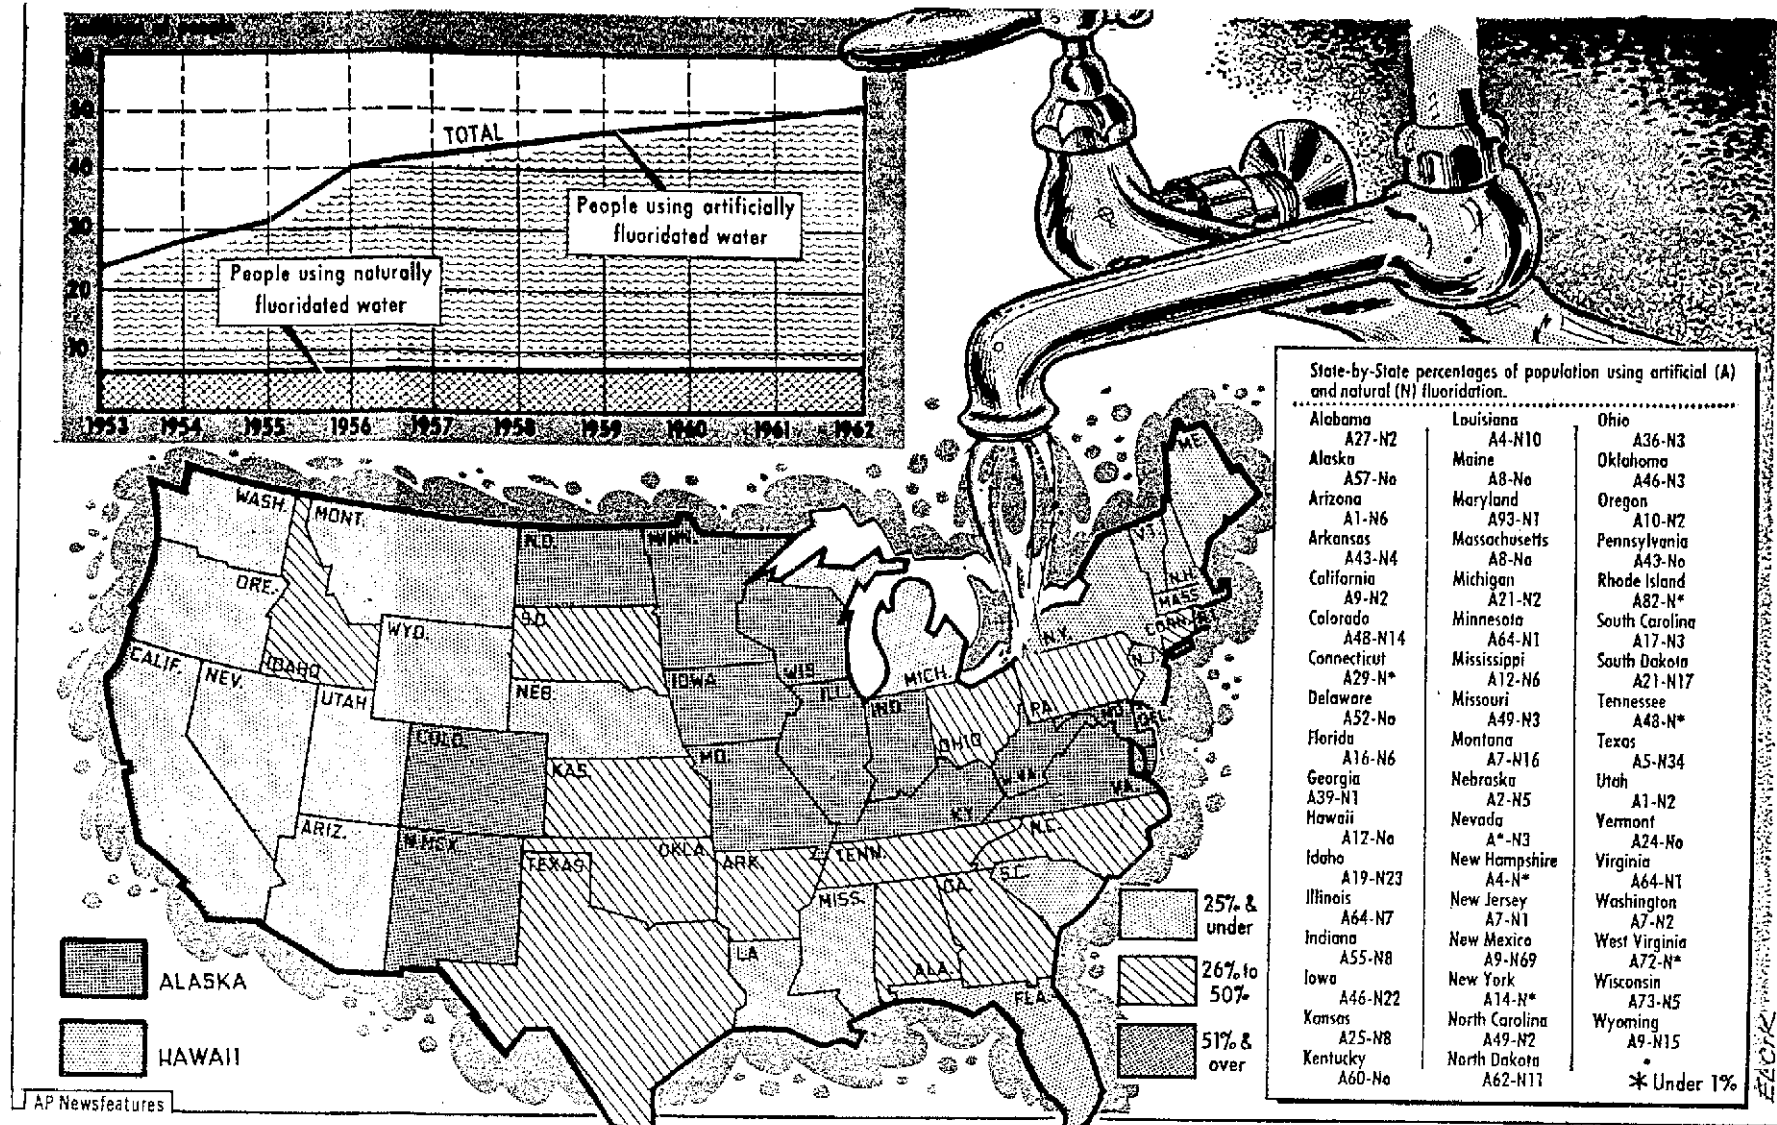 60
50
40
30
20
10
TOTAL
People using artificially
fluoridated water
People using naturally
fluoridated water
1953 1954 1955 1956 1957 1958 1959 1960 1961 1962
WASH.
MONT.
N.D.
MINN.
ME.
VT.
N.H.
MASS
CONN.
R.I.
ORE.
IDAHO
WYO.
S.D.
WIS.
MICH.
N.Y.
N.J.
CALIF.
NEV.
UTAH
NEB.
IOWA
ILL.
IND.
OHIO
PA.
MD.
DEL.
COLO.
KAS.
MO.
KY.
W.VA.
VA.
ARIZ.
N.MEX.
TEXAS
OKLA.
ARK.
TENN.
N.C.
S.C.
MISS.
ALA.
GA.
LA
FLA.
ALASKA
HAWAII
25% &
under
26% to
50%
51% &
over
State-by-State percentages of population using artificial (A)
and natural (N) fluoridation.
Alabama
A27-N2
Alaska
A57-No
Arizona
A1-N6
Arkansas
A43-N4
California
A9-N2
Colorado
A48-N14
Connecticut
A29-N*
Delaware
A52-No
Florida
A16-N6
Georgia
A39-N1
Hawaii
A12-No
Idaho
A19-N23
Illinois
A64-N7
Indiana
A55-N8
Iowa
A46-N22
Kansas
A25-N8
Kentucky
A60-No
Louisiana
A4-N10
Maine
A8-No
Maryland
A93-N1
Massachusetts
A8-No
Michigan
A21-N2
Minnesota
A64-N1
Mississippi
A12-N6
Missouri
A49-N3
Montana
A7-N16
Nebraska
A2-N5
Nevada
A*-N3
New Hampshire
A4-N*
New Jersey
A7-N1
New Mexico
A9-N69
New York
A14-N*
North Carolina
A49-N2
North Dakota
A62-N11
Ohio
A36-N3
Oklahoma
A46-N3
Oregon
A10-N2
Pennsylvania
A43-No
Rhode Island
A82-N*
South Carolina
A17-N3
South Dakota
A21-N17
Tennessee
A48-N*
Texas
A5-N34
Utah
A1-N2
Vermont
A24-No
Virginia
A64-N1
Washington
A7-N2
West Virginia
A72-N*
Wisconsin
A73-N5
Wyoming
A9-N15
* Under 1%
AP Newsfeatures